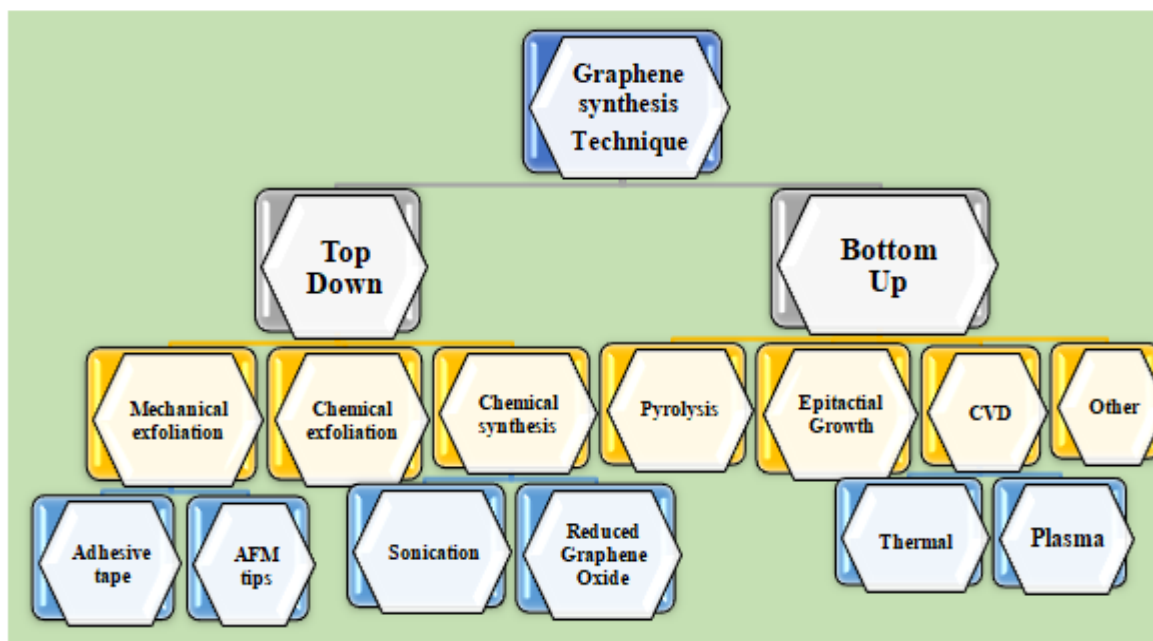 Graphene
synthesis
Technique
Top
Down
Bottom
Up
Mechanical
exfoliation
Chemical
exfoliation
Chemical
synthesis
Pyrolysis
Epitactial
Growth
CVD
Other
Adhesive
tape
AFM
tips
Sonication
Reduced
Graphene
Oxide
Thermal
Plasma